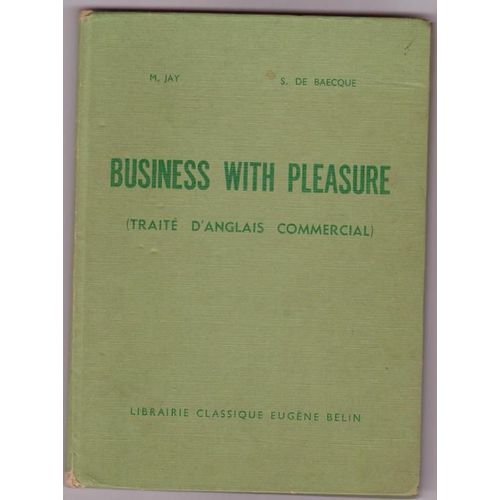 M. JAY S. DE BAECQUE
BUSINESS WITH PLEASURE
(TRAITÉ D'ANGLAIS COMMERCIAL)
LIBRAIRIE CLASSIQUE EUGÈNE BELIN